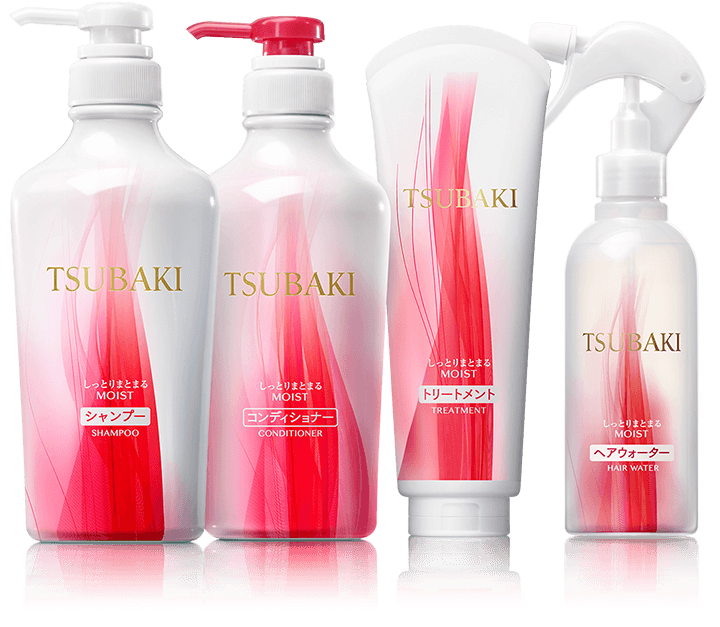 TSUBAKI
しっとりまとまる
MOIST
シャンプー
SHAMPOO
TSUBAKI
しっとりまとまる
MOIST
コンディショナー
CONDITIONER
TSUBAKI
しっとりまとまる
MOIST
トリートメント
TREATMENT
TSUBAKI
しっとりまとまる
MOIST
ヘアウォーター
HAIR WATER